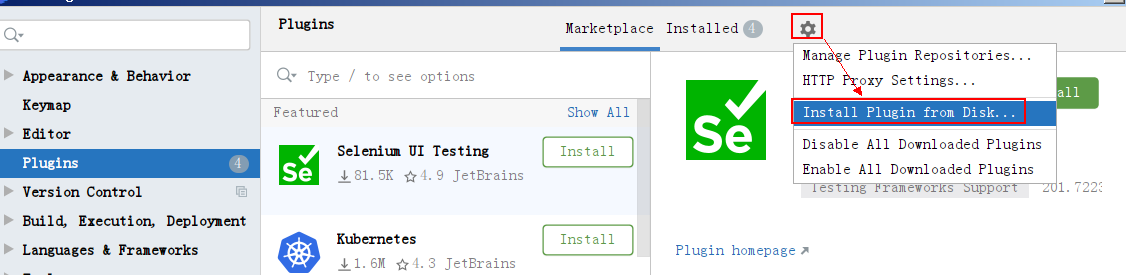 Plugins
Marketplace
Installed 4
Manage Plugin Repositories...
HTTP Proxy Settings...
Install Plugin from Disk...
Disable All Downloaded Plugins
Enable All Downloaded Plugins
Appearance & Behavior
Keymap
Editor
Plugins 4
Version Control
Build, Execution, Deployment
Languages & Frameworks
Type / to see options
Featured
Show All
Se
Selenium UI Testing
Install
81.5K 4.9 JetBrains
Kubernetes
Install
1.6M 4.3 JetBrains
Se
all
Testing Frameworks Support
201.7223
Plugin homepage